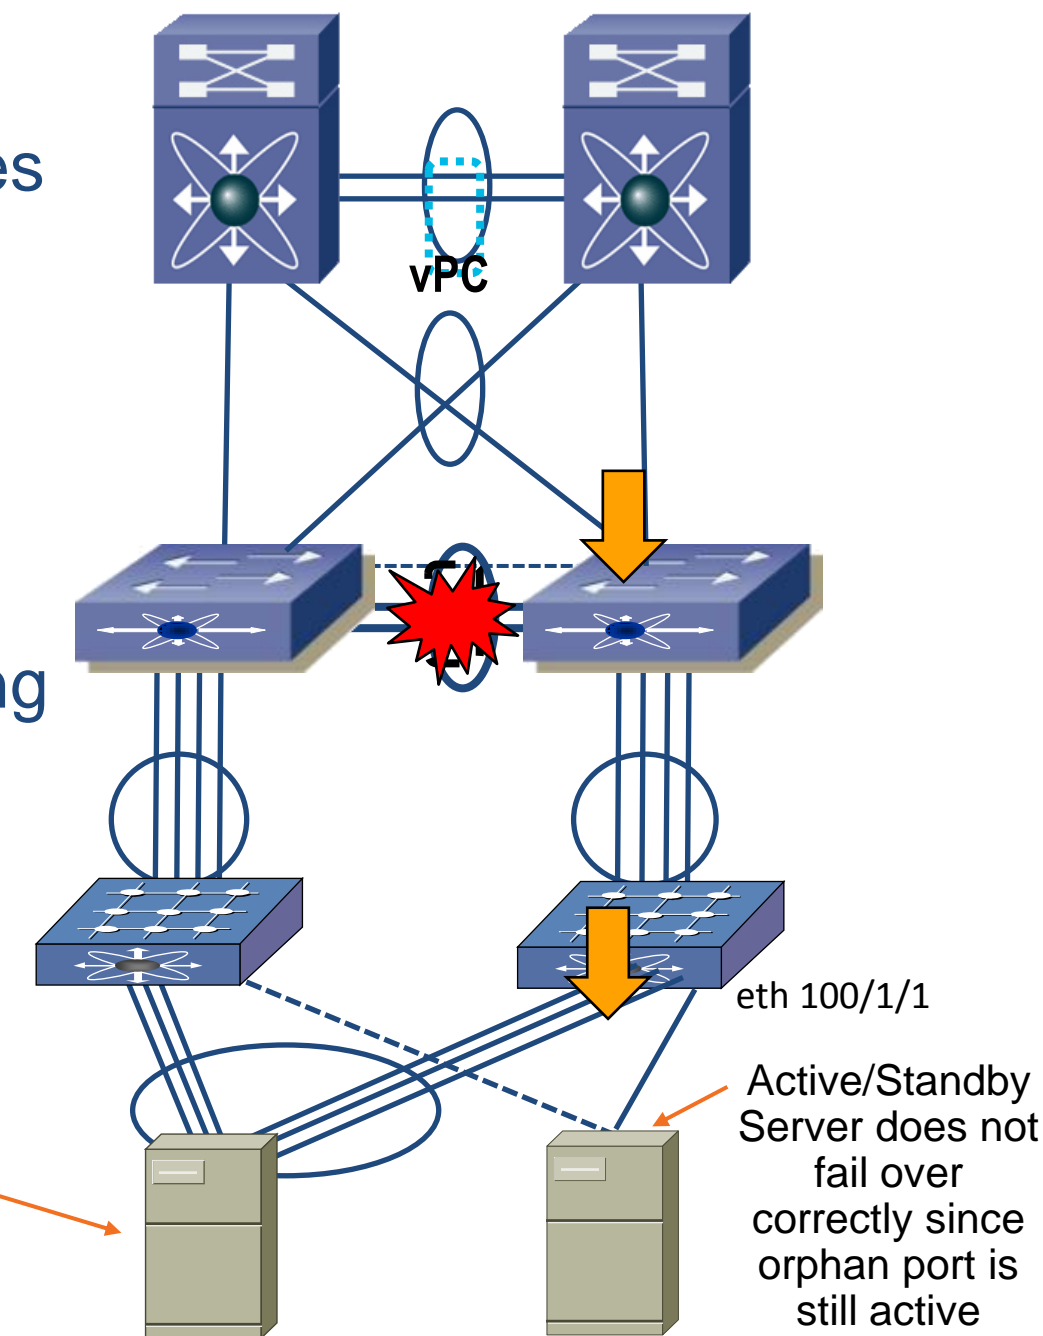 es
vPC
ng
eth 100/1/1
Active/Standby
Server does not
fail over
correctly since
orphan port is
still active